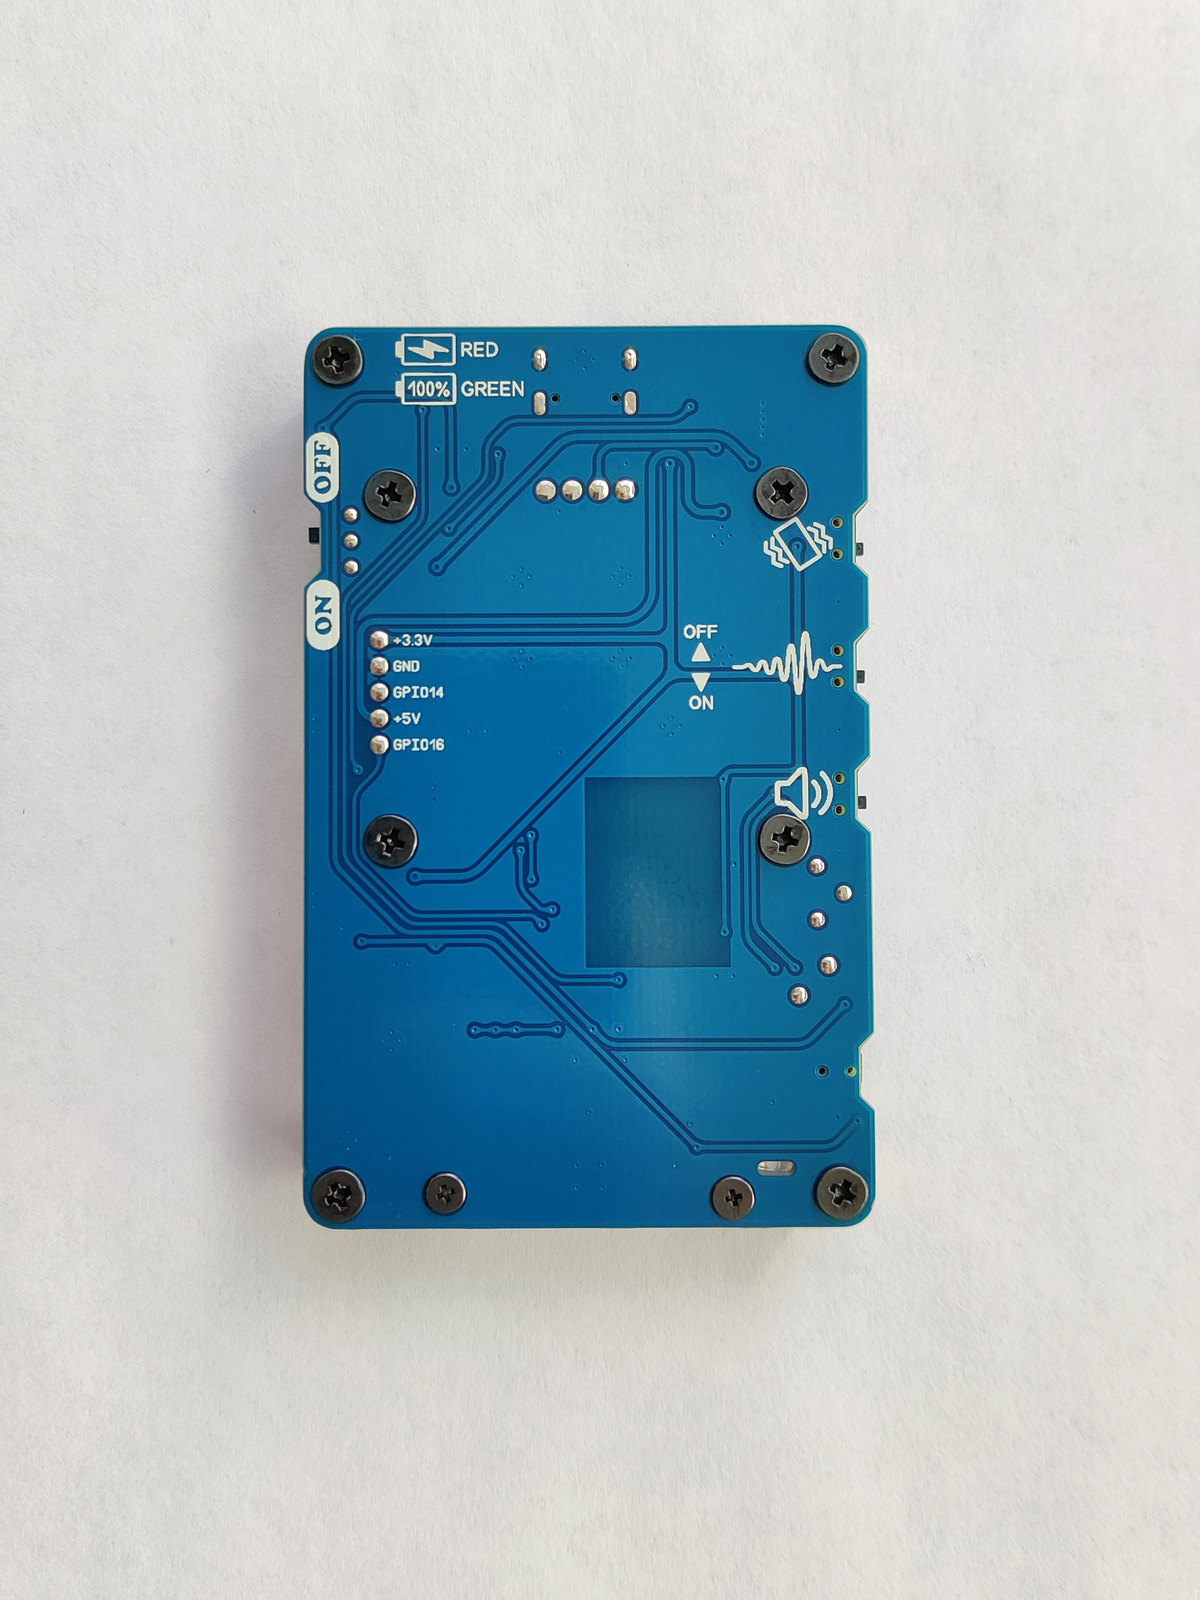 RED
100% GREEN
OFF
ON
+3.3V
GND
GPIO14
+5V
GPIO16
OFF
ON